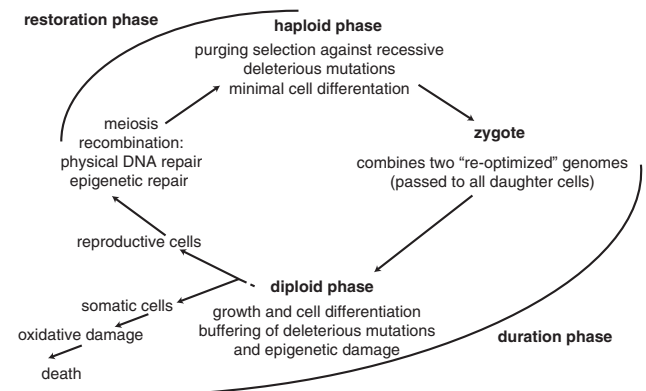 restoration phase
haploid phase
purging selection against recessive
deleterious mutations
minimal cell differentation
meiosis
recombination:
physical DNA repair
epigenetic repair
zygote
combines two “re-optimized” genomes
(passed to all daughter cells)
reproductive cells
diploid phase
growth and cell differentiation
buffering of deleterious mutations
and epigenetic damage
somatic cells
oxidative damage
death
duration phase